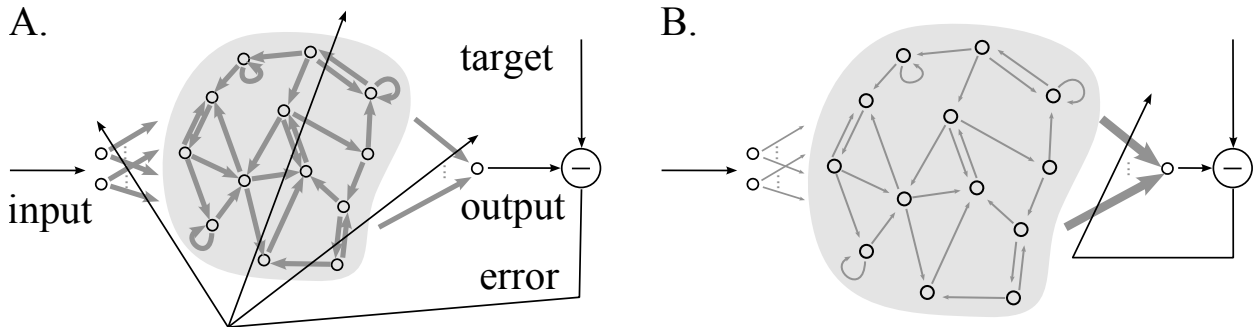 A.
target
input
output
error
B.